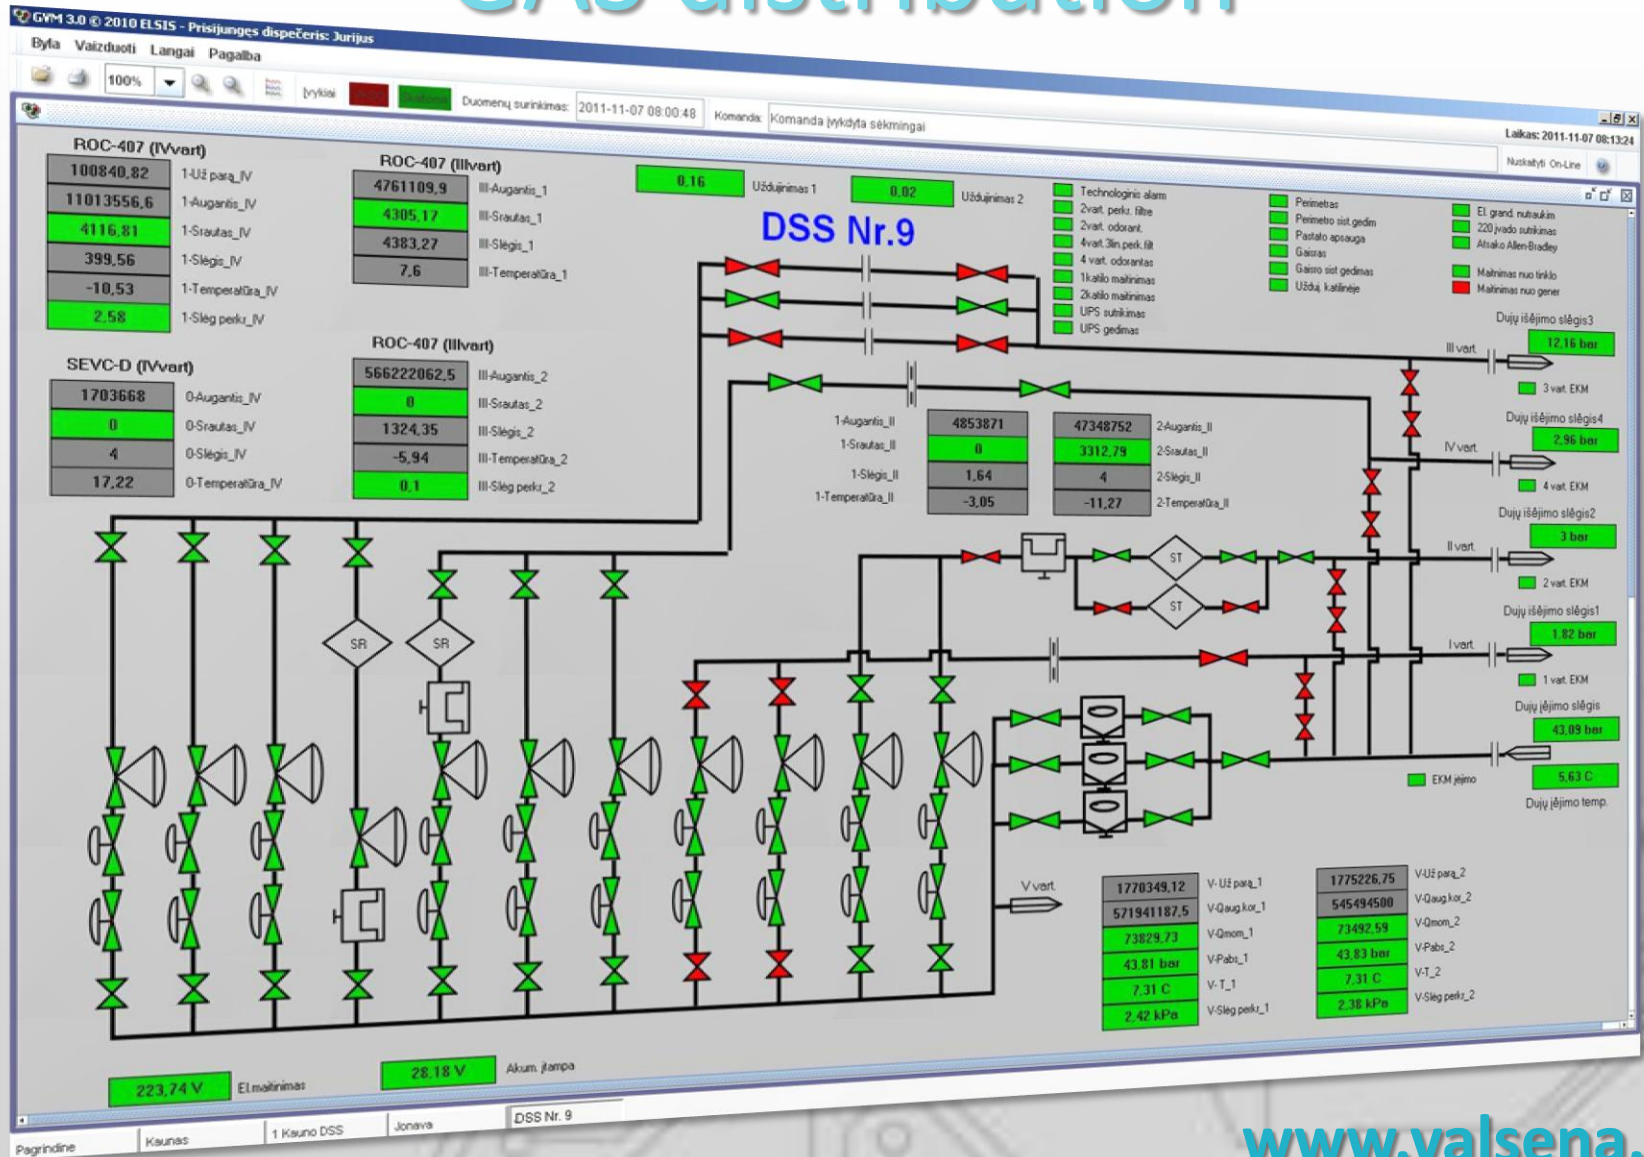 GAS distribution
GVM 3.0 © 2010 ELSIS - Prisijungęs dispečeris: Jurijus
Byla Vaizduoti Langai Pagalba
Laikas: 2011-11-07 08:13:24
100%
Įvykiai
Duomenų surinkimas: 2011-11-07 08:00:48
Komanda: Komanda įvykdyta sėkmingai
Nuskaityti On-Line
ROC-407 (IVvart)
100840,82 1-Už parą_IV
11013556,6 1-Augantis_IV
4116,81 1-Srautas_IV
399,56 1-Slėgis_IV
-10,53 1-Temperatūra_IV
2,58 1-Slėg perkr_IV
ROC-407 (IIIvart)
4761109,9 III-Augantis_1
4305,17 III-Srautas_1
4383,27 III-Slėgis_1
7,6 III-Temperatūra_1
0,16 Uždujinimas 1
0,02 Uždujinimas 2
DSS Nr.9
Technologinis alarm
2vart. perkr. filtre
2vart. odorant.
4vart.3lin.perk.filt
4 vart. odorantas
1katilo maitinimas
2katilo maitinimas
UPS sutrikimas
UPS gedimas
Perimetras
Perimetro sist.gedim
Pastato apsauga
Gaisras
Gaisro sist gedimas
Užduj. katilinėje
El. grand. nutraukim
220 įvado sutrikimas
Atsako Allen-Bradley
Maitnimas nuo tinklo
Maitinimas nuo gener
SEVC-D (IVvart)
1703668 0-Augantis_IV
0 0-Srautas_IV
4 0-Slėgis_IV
17,22 0-Temperatūra_IV
ROC-407 (IIIvart)
566222062,5 III-Augantis_2
0 III-Srautas_2
1324,35 III-Slėgis_2
-5,94 III-Temperatūra_2
0,1 III-Slėg perkr_2
1-Augantis_II 4853871
1-Srautas_II 0
1-Slėgis_II 1,64
1-Temperatūra_II -3,05
47348752 2-Augantis_II
3312,79 2-Srautas_II
4 2-Slėgis_II
-11,27 2-Temperatūra_II
Dujų išėjimo slėgis3
12,16 bar
III vart.
3 vart. EKM
Dujų išėjimo slėgis4
2,96 bar
IV vart.
4 vart. EKM
Dujų išėjimo slėgis2
3 bar
II vart.
2 vart. EKM
Dujų išėjimo slėgis1
1,82 bar
I vart.
1 vart. EKM
Dujų įėjimo slėgis
43,09 bar
EKM įėjimo
5,63 C
Dujų įėjimo temp.
ST
ST
SR
SR
V vart.
1770349,12 V- Už parą_1
571941187,5 V-Qaug.kor_1
73829,73 V-Qmom_1
43,81 bar V-Pabs_1
7,31 C V- T_1
2,42 kPa V-Slėg perkr_1
1775226,75 V-Už parą_2
545494500 V-Qaug.kor_2
73492,59 V-Qmom_2
43,83 bar V-Pabs_2
7,31 C V-T_2
2,38 kPa V-Slėg perkr_2
223,74 V El.maitinimas
28,18 V Akum. įtampa
Pagrindine Kaunas 1 Kauno DSS Jonava DSS Nr. 9
www.valsena.